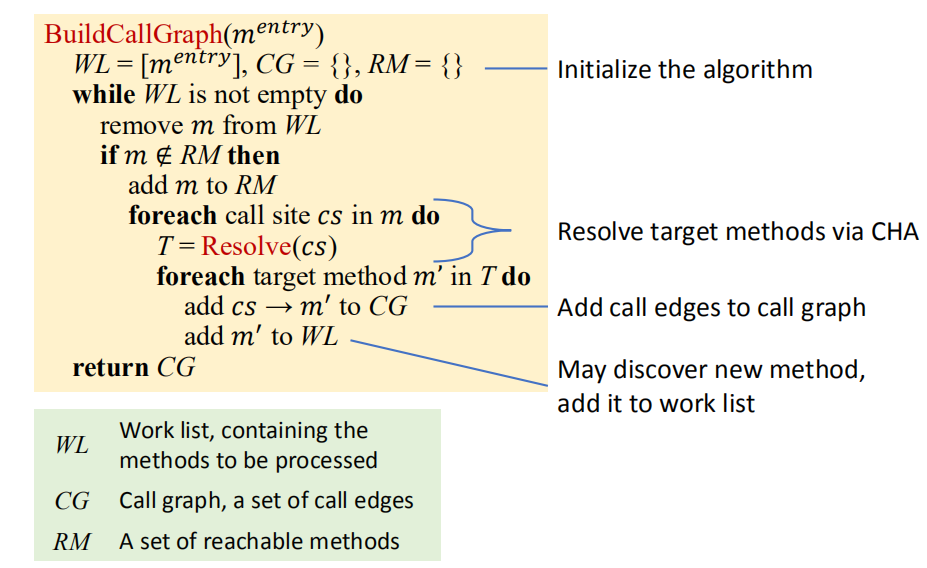 BuildCallGraph(m^entry)
WL = [m^entry], CG = {}, RM = {}
Initialize the algorithm
while WL is not empty do
remove m from WL
if m ∉ RM then
add m to RM
foreach call site cs in m do
T = Resolve(cs)
Resolve target methods via CHA
foreach target method m′ in T do
add cs → m′ to CG
Add call edges to call graph
add m′ to WL
May discover new method,
add it to work list
return CG
WL Work list, containing the
methods to be processed
CG Call graph, a set of call edges
RM A set of reachable methods